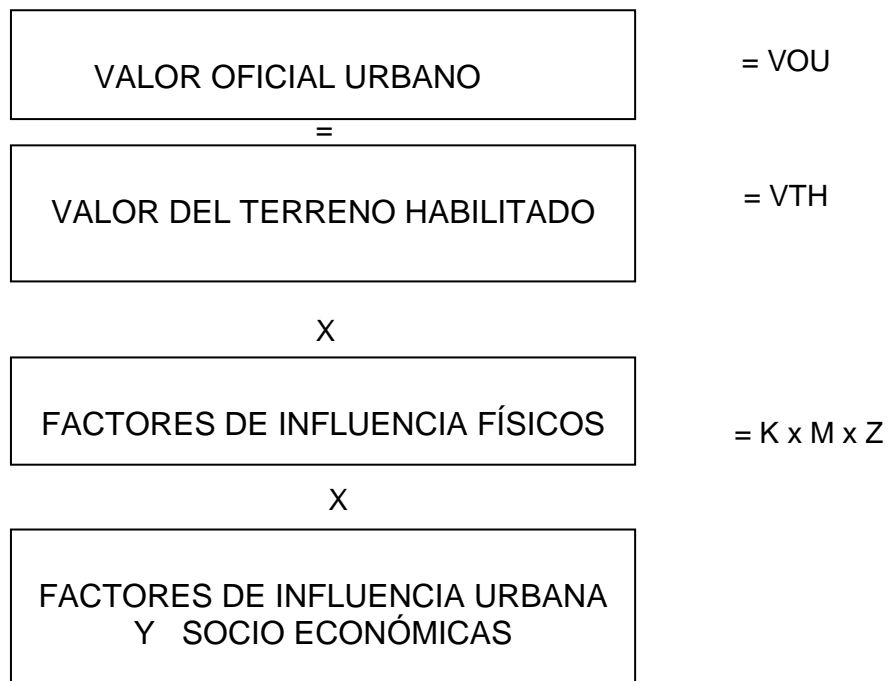 VALOR OFICIAL URBANO = VOU
=
VALOR DEL TERRENO HABILITADO = VTH
X
FACTORES DE INFLUENCIA FÍSICOS = K x M x Z
X
FACTORES DE INFLUENCIA URBANA
Y SOCIO ECONÓMICAS